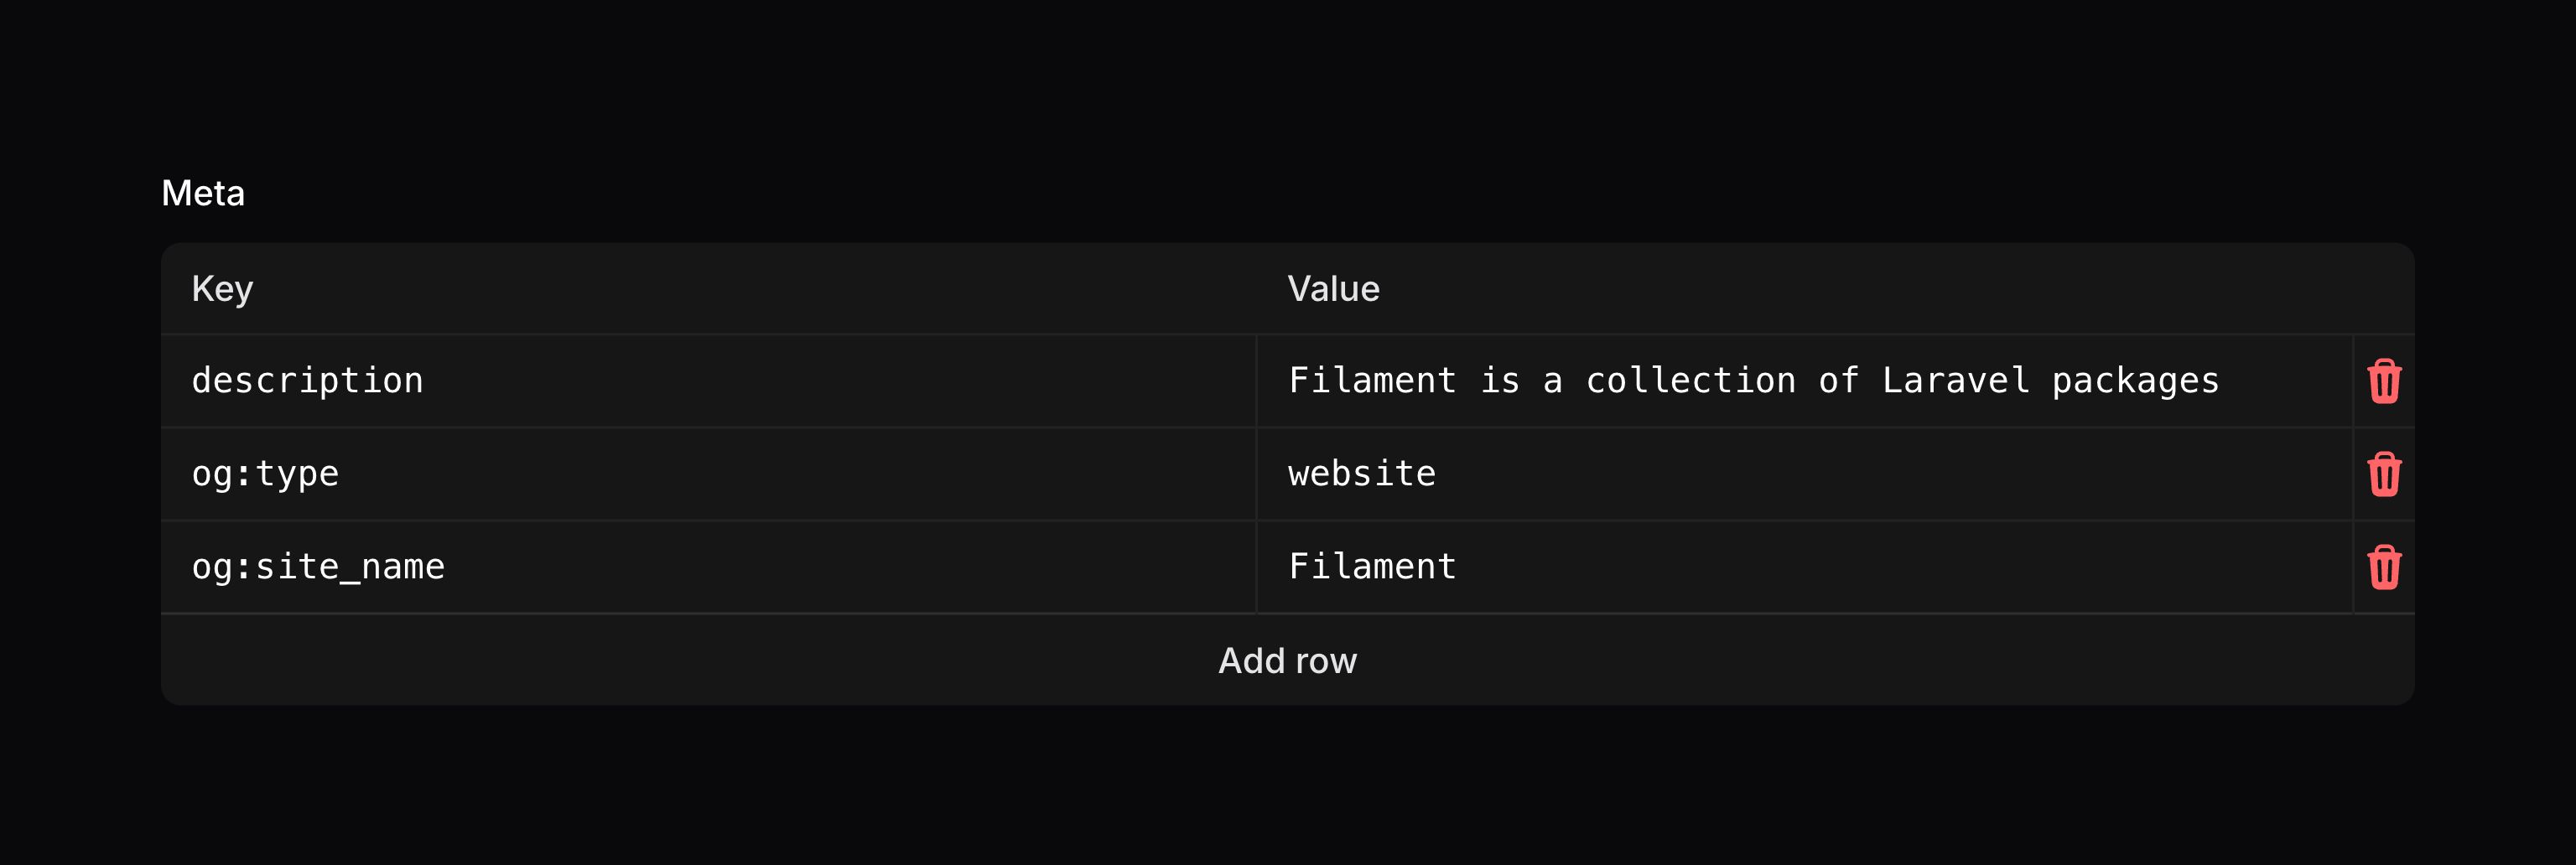 Meta
Key Value
description Filament is a collection of Laravel packages
og:type website
og:site_name Filament
Add row